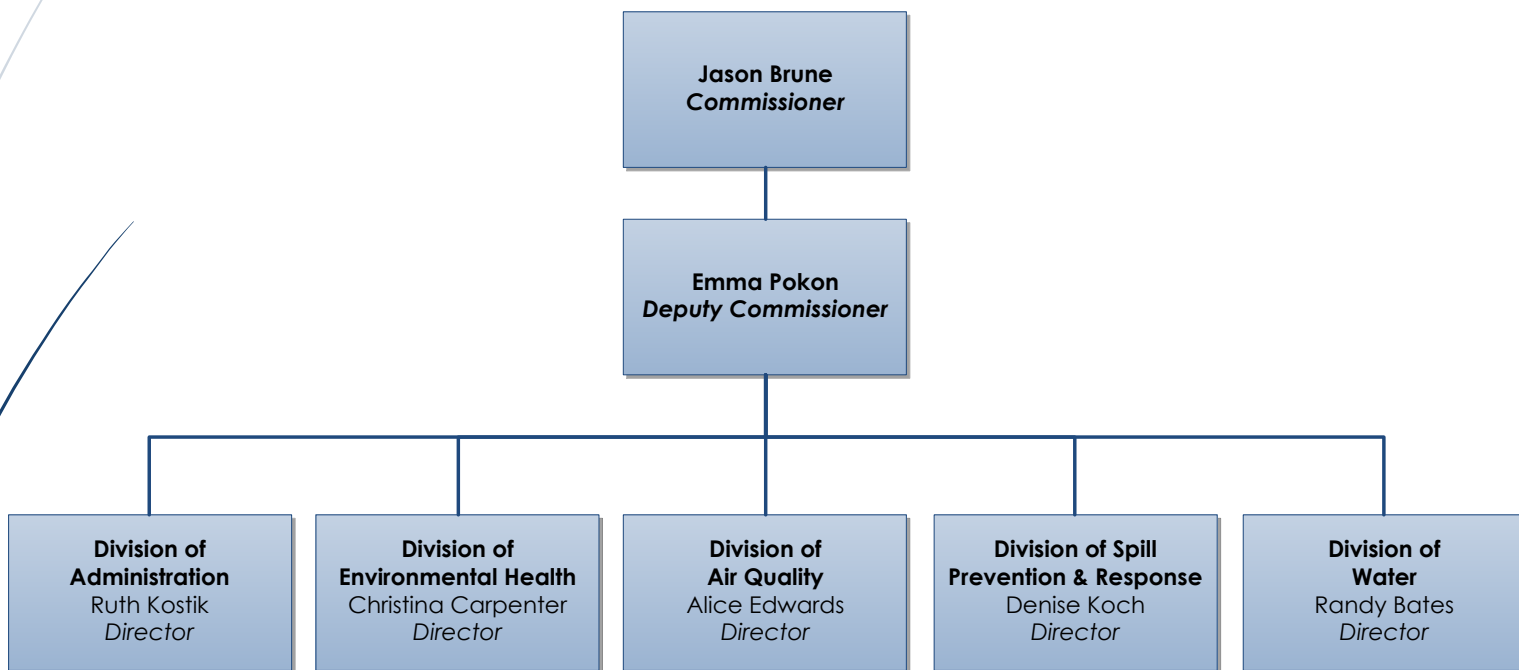 Jason Brune
Commissioner
Emma Pokon
Deputy Commissioner
Division of
Administration
Ruth Kostik
Director
Division of
Environmental Health
Christina Carpenter
Director
Division of
Air Quality
Alice Edwards
Director
Division of Spill
Prevention & Response
Denise Koch
Director
Division of
Water
Randy Bates
Director